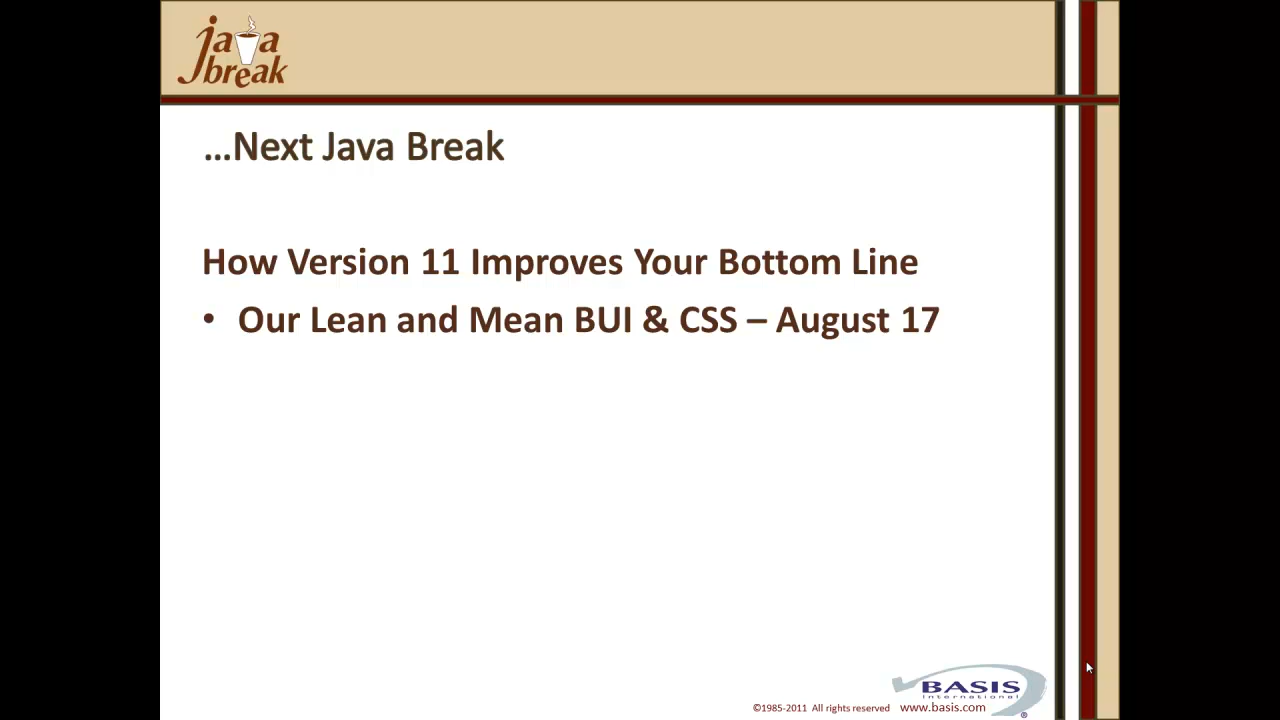 java
break
...Next Java Break
How Version 11 Improves Your Bottom Line
• Our Lean and Mean BUI & CSS – August 17
BASIS
International
®
©1985-2011 All rights reserved www.basis.com